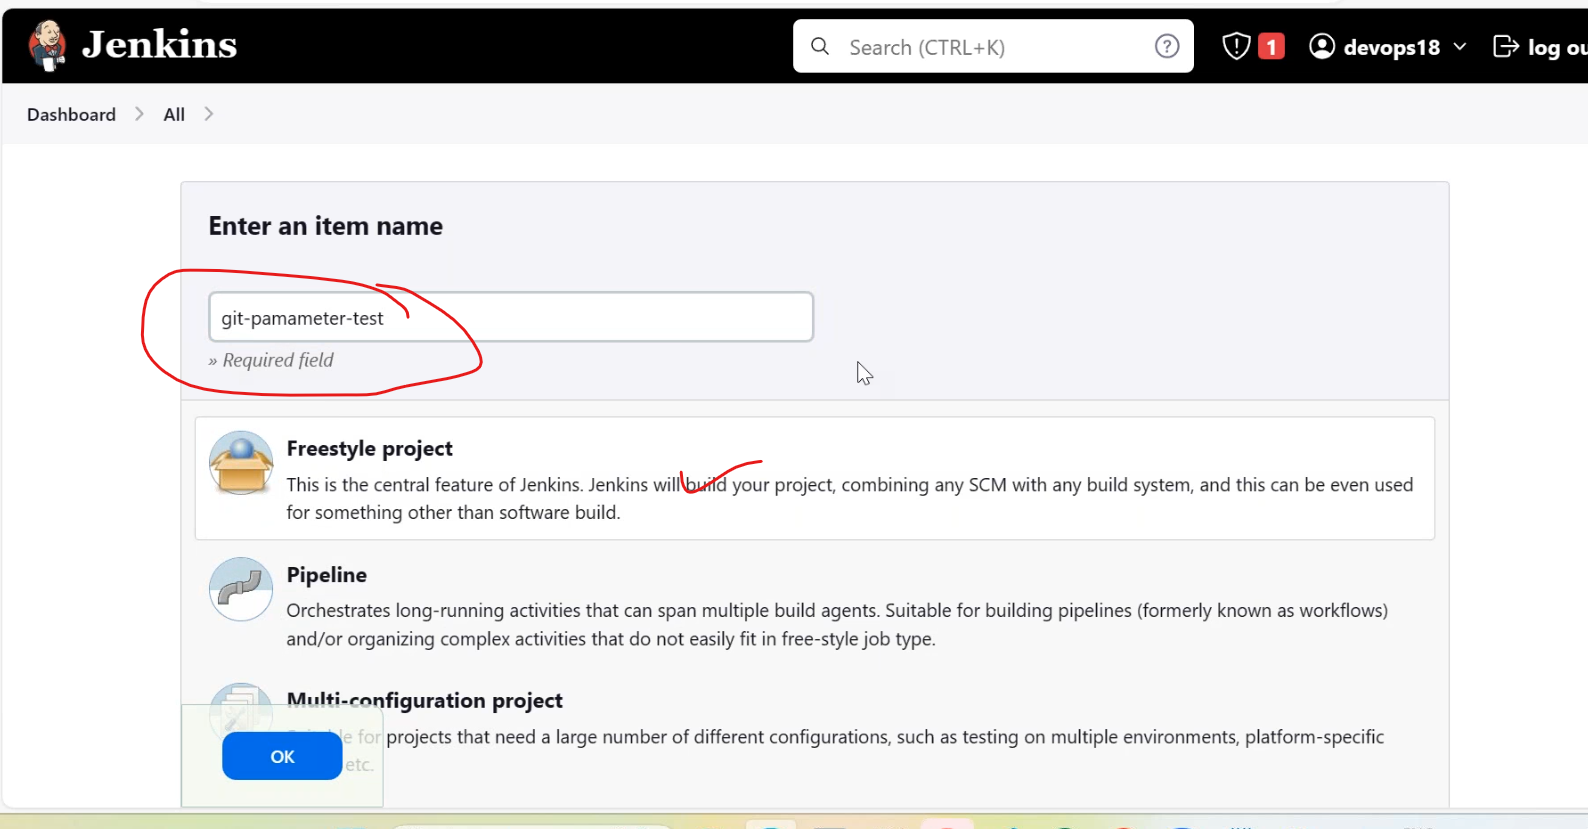 Jenkins
Search (CTRL+K)
1
devops18
log ou
Dashboard
All
Enter an item name
git-pamameter-test
» Required field
Freestyle project
This is the central feature of Jenkins. Jenkins will build your project, combining any SCM with any build system, and this can be even used
for something other than software build.
Pipeline
Orchestrates long-running activities that can span multiple build agents. Suitable for building pipelines (formerly known as workflows)
and/or organizing complex activities that do not easily fit in free-style job type.
Multi-configuration project
for projects that need a large number of different configurations, such as testing on multiple environments, platform-specific
etc.
OK